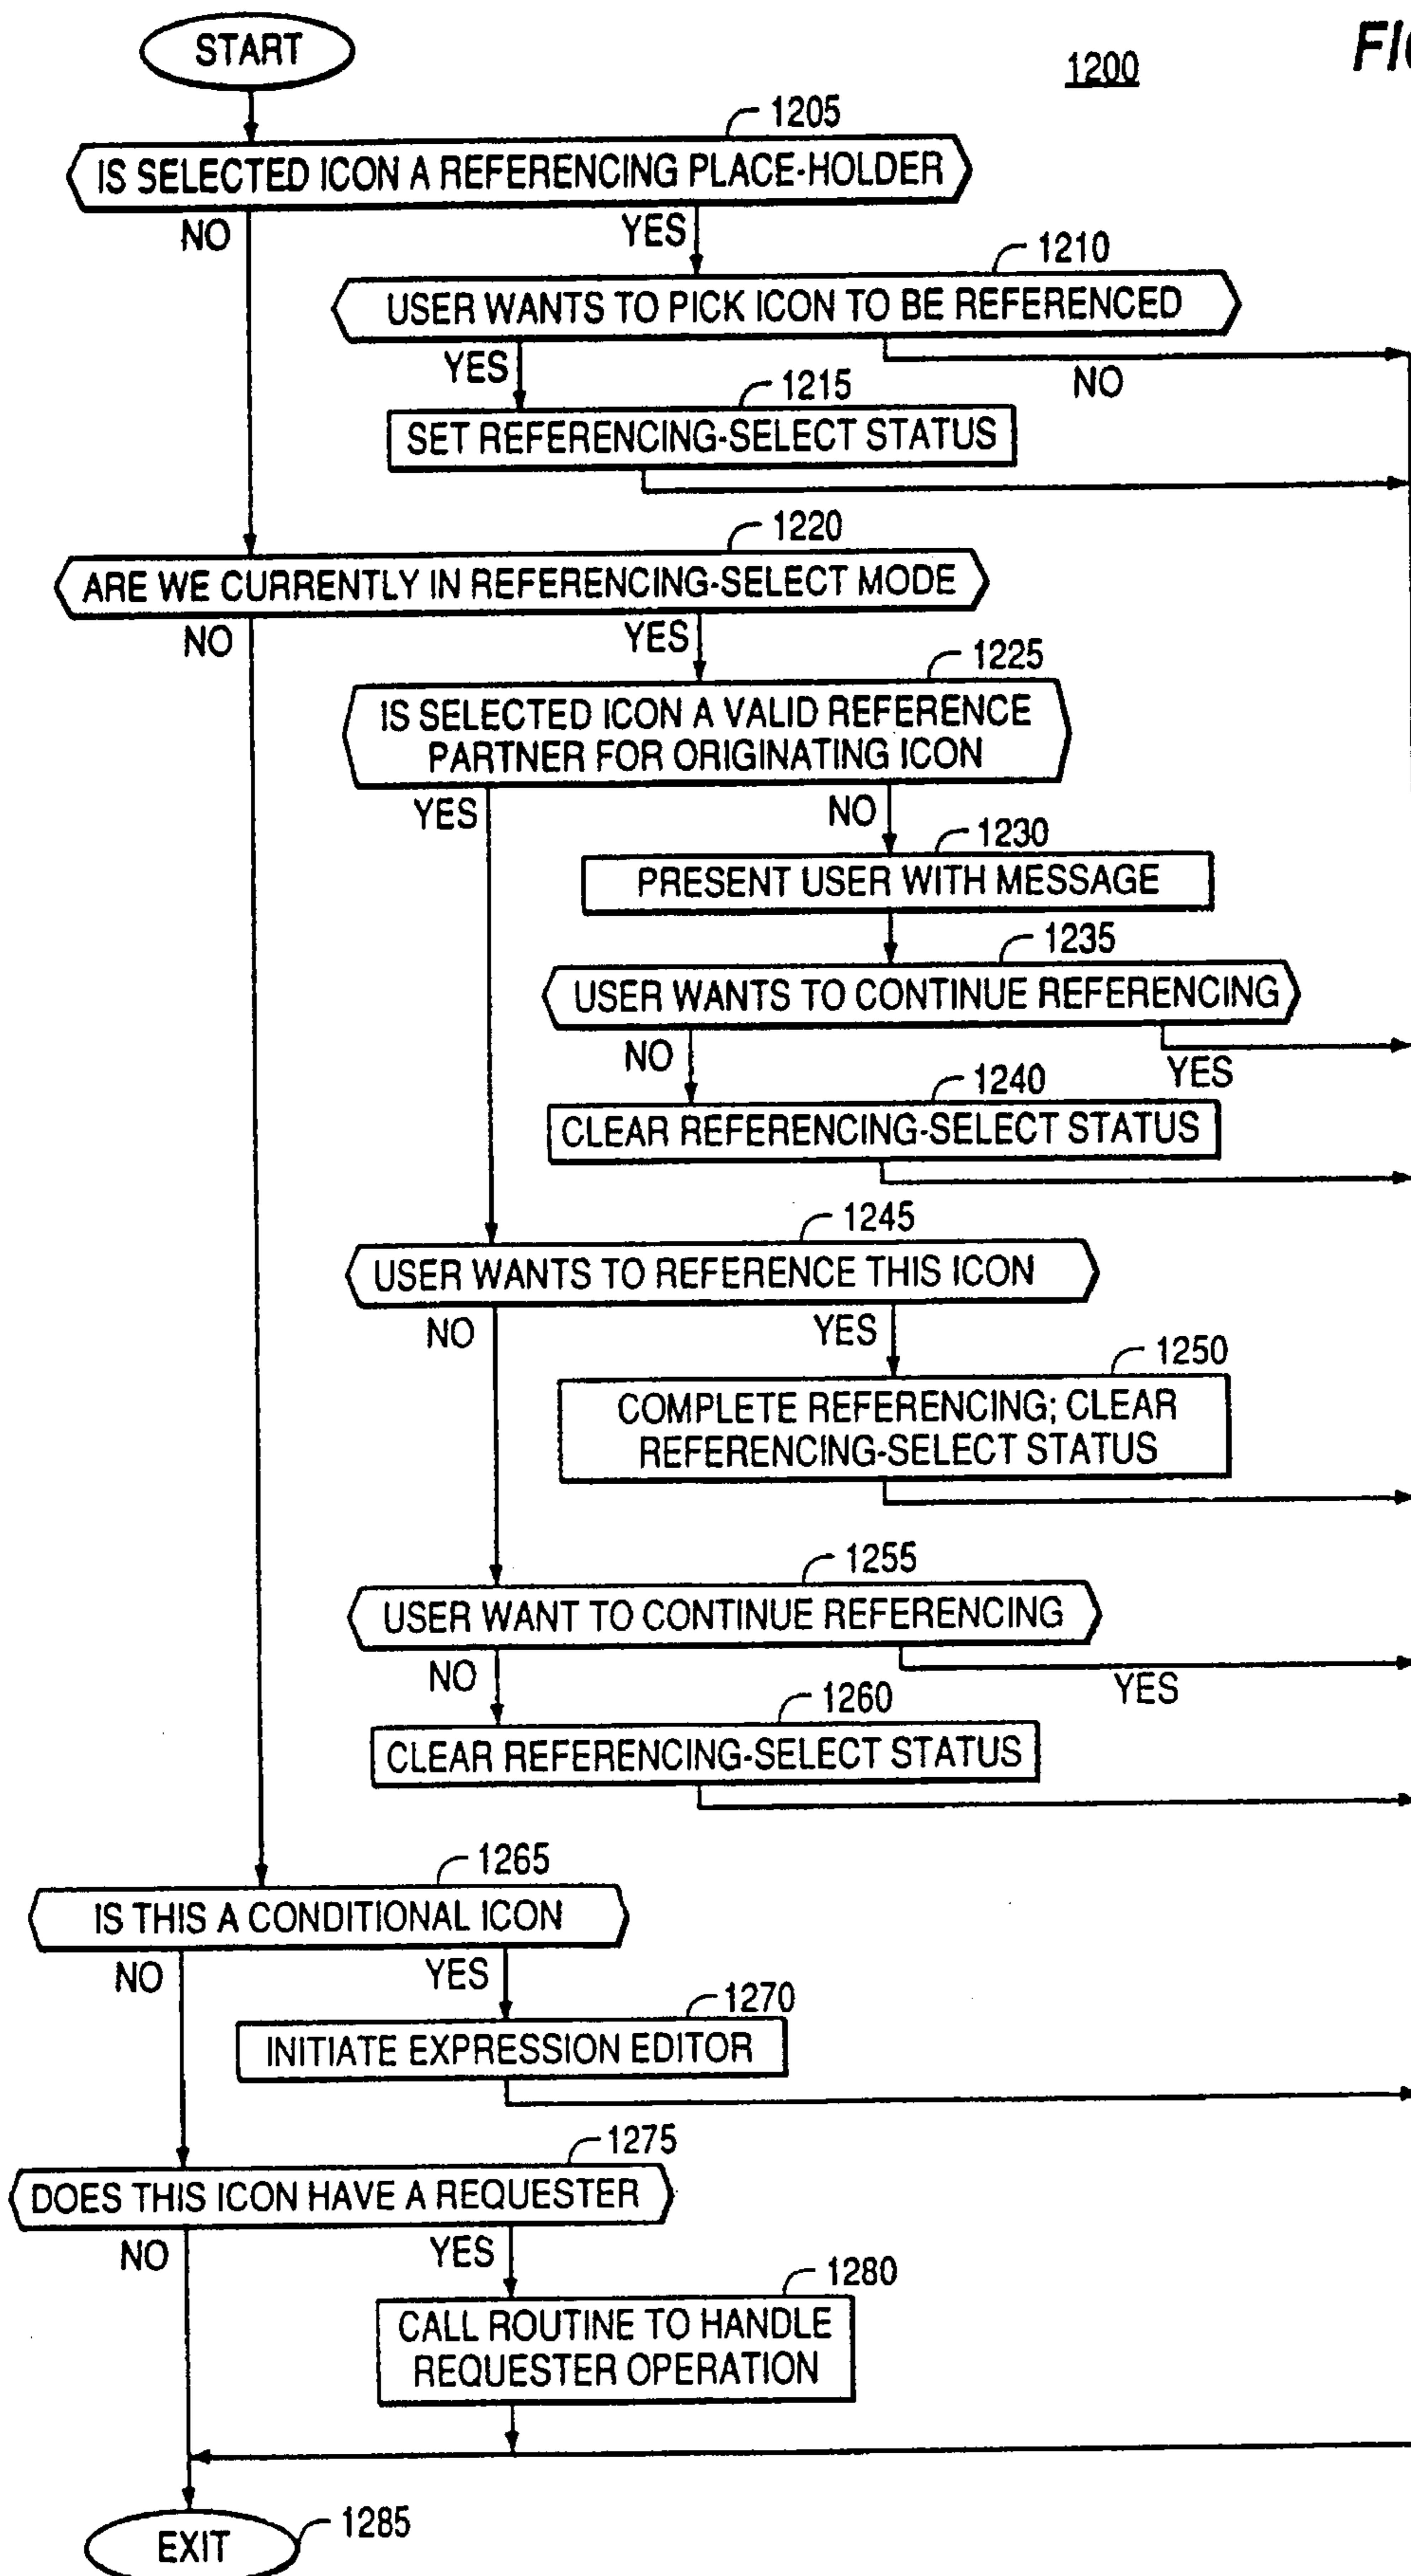 START
1200
FIG
1205
IS SELECTED ICON A REFERENCING PLACE-HOLDER
NO
YES
1210
USER WANTS TO PICK ICON TO BE REFERENCED
YES
NO
1215
SET REFERENCING-SELECT STATUS
1220
ARE WE CURRENTLY IN REFERENCING-SELECT MODE
NO
YES
1225
IS SELECTED ICON A VALID REFERENCE
PARTNER FOR ORIGINATING ICON
YES
NO
1230
PRESENT USER WITH MESSAGE
1235
USER WANTS TO CONTINUE REFERENCING
NO
YES
1240
CLEAR REFERENCING-SELECT STATUS
1245
USER WANTS TO REFERENCE THIS ICON
NO
YES
1250
COMPLETE REFERENCING; CLEAR
REFERENCING-SELECT STATUS
1255
USER WANT TO CONTINUE REFERENCING
NO
YES
1260
CLEAR REFERENCING-SELECT STATUS
1265
IS THIS A CONDITIONAL ICON
NO
YES
1270
INITIATE EXPRESSION EDITOR
1275
DOES THIS ICON HAVE A REQUESTER
NO
YES
1280
CALL ROUTINE TO HANDLE
REQUESTER OPERATION
EXIT
1285